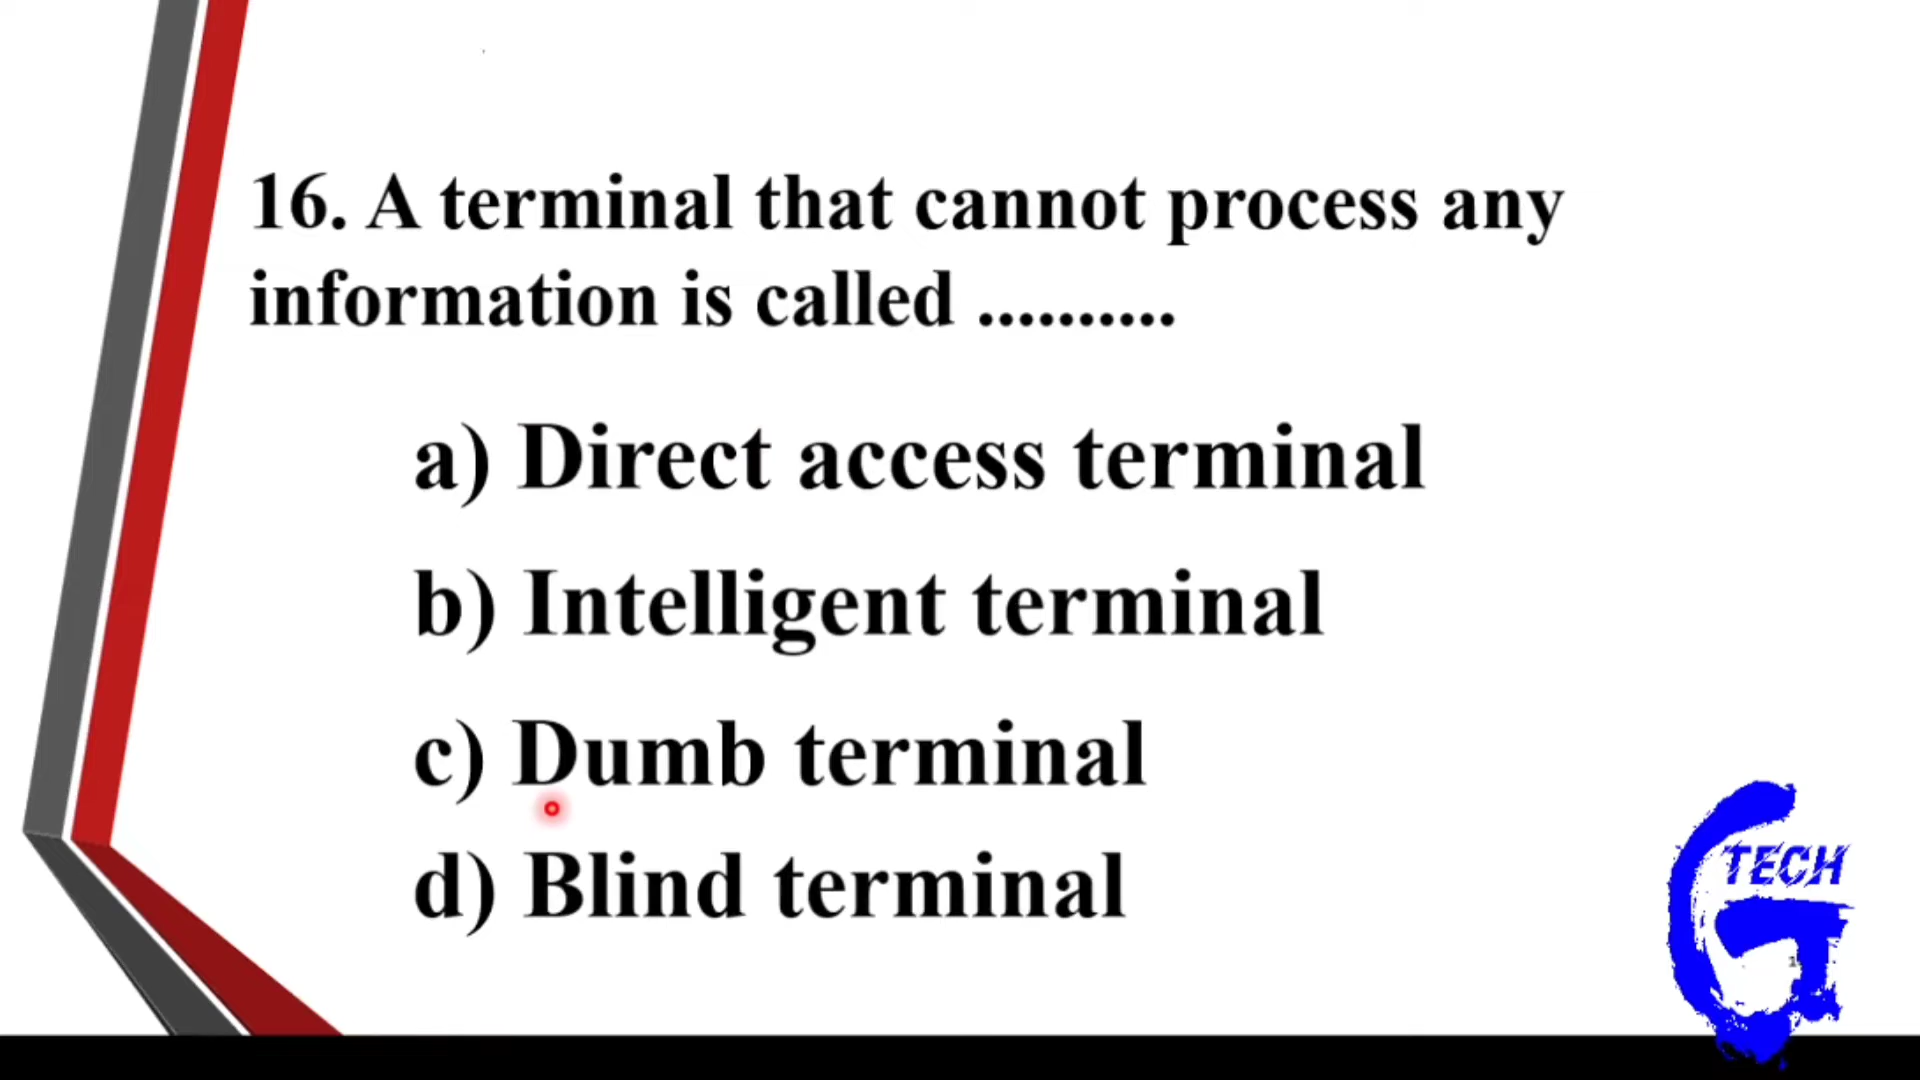 16. A terminal that cannot process any
information is called ..........
a) Direct access terminal
b) Intelligent terminal
c) Dumb terminal
d) Blind terminal
TECH